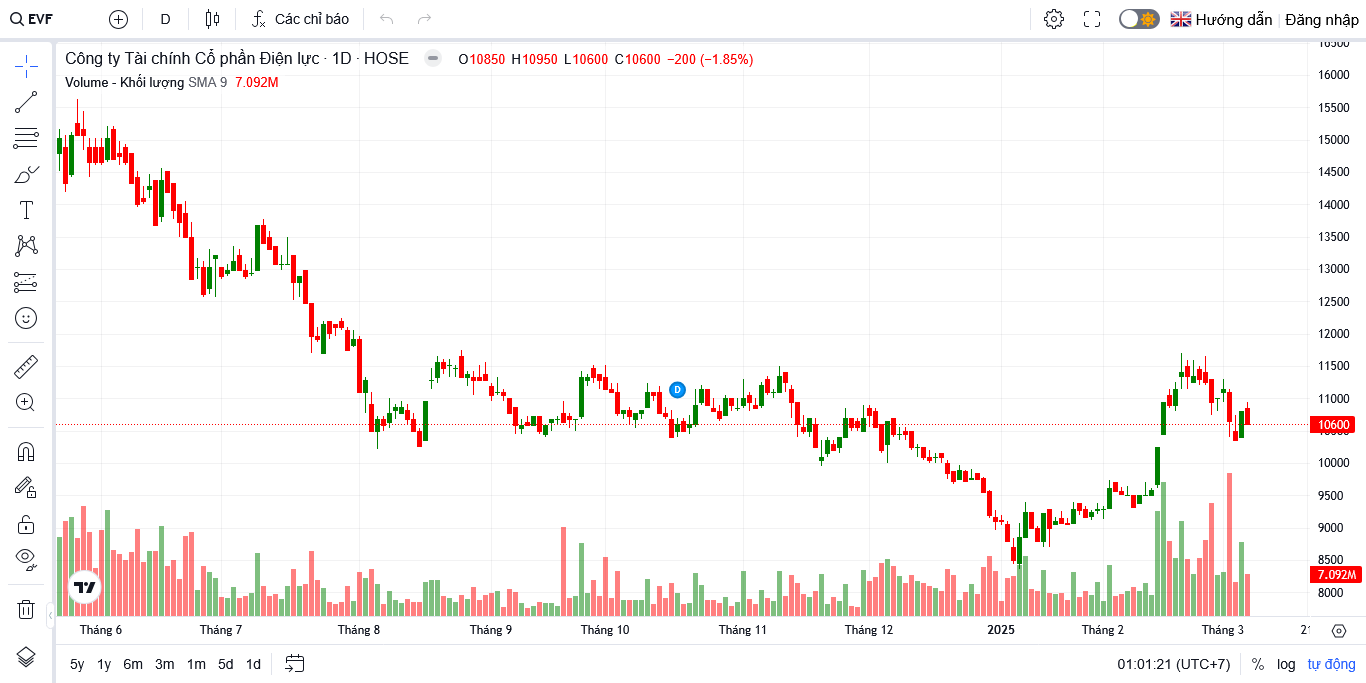 EVF D Các chỉ báo Hướng dẫn Đăng nhập
Công ty Tài chính Cổ phần Điện lực · 1D · HOSE O10850 H10950 L10600 C10600 −200 (−1.85%)
Volume - Khối lượng SMA 9 7.092M
16500
16000
15500
15000
14500
14000
13500
13000
12500
12000
11500
D
11000
10600
10500
10000
9500
9000
8500
7.092M
8000
Tháng 6 Tháng 7 Tháng 8 Tháng 9 Tháng 10 Tháng 11 Tháng 12 2025 Tháng 2 Tháng 3 21
5y 1y 6m 3m 1m 5d 1d 01:01:21 (UTC+7) % log tự động